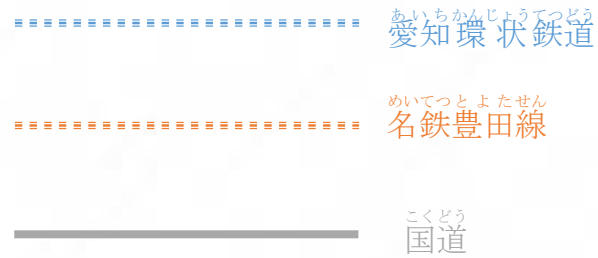 あいちかんじょうてつどう
愛知環状鉄道
めいてつとよたせん
名鉄豊田線
こくどう
国道